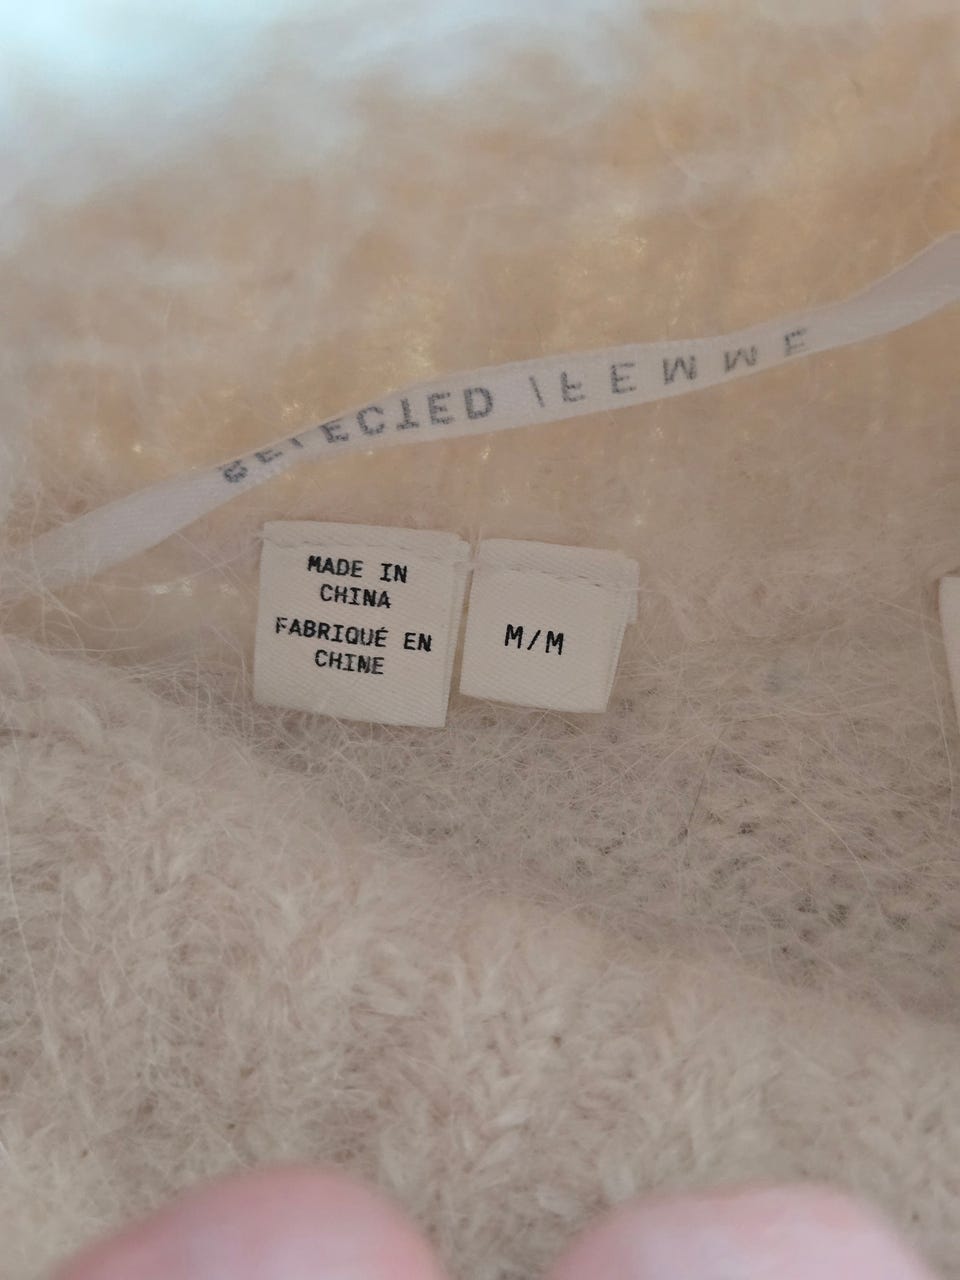 SELECTED \FEMME
MADE IN
CHINA
FABRIQUÉ EN
CHINE
M/M